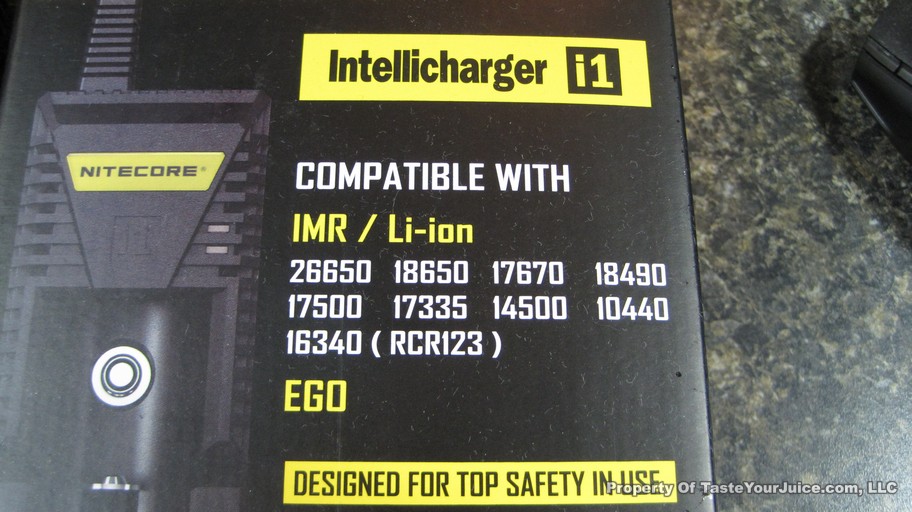 Intellicharger i1
NITECORE®
COMPATIBLE WITH
IMR / Li-ion
26650 18650 17670 18490
17500 17335 14500 10440
16340 ( RCR123 )
EGO
DESIGNED FOR TOP SAFETY IN USE
Property Of TasteYourJuice.com, LLC